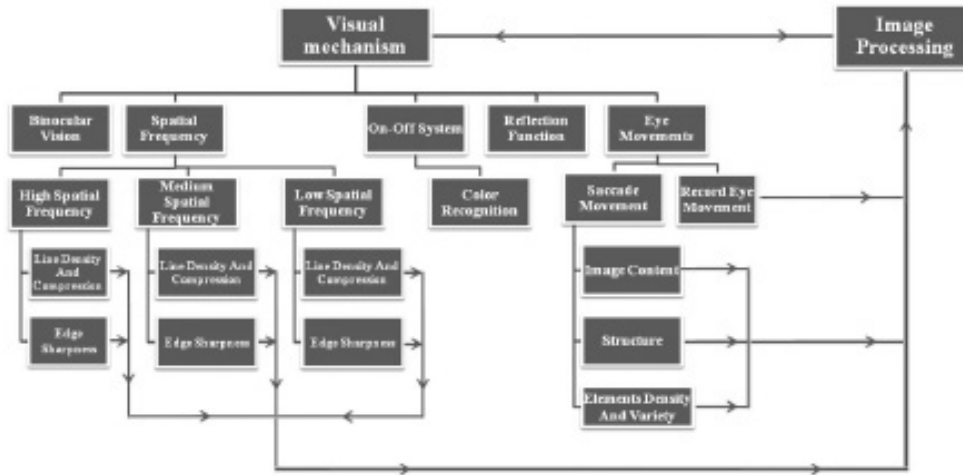 Visual
mechanism
Image
Processing
Binocular
Vision
Spatial
Frequency
On-Off System
Reflection
Function
Eye
Movements
High Spatial
Frequency
Medium
Spatial
Frequency
Low Spatial
Frequency
Color
Recognition
Saccade
Movement
Record Eye
Movement
Line Density
And
Compression
Line Density And
Compression
Line Density And
Compression
Image Content
Edge
Sharpness
Edge Sharpness
Edge Sharpness
Structure
Elements Density
And Variety